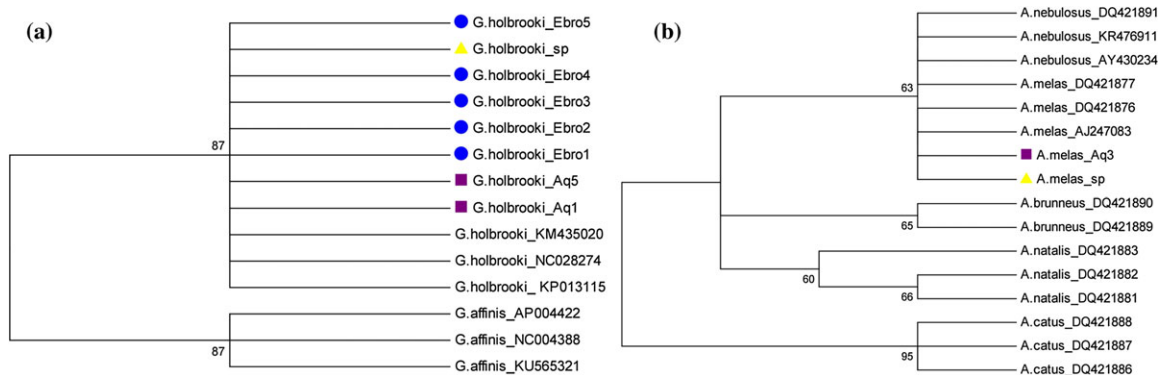 (a)
G.holbrooki_Ebro5
G.holbrooki_sp
G.holbrooki_Ebro4
G.holbrooki_Ebro3
G.holbrooki_Ebro2
87
G.holbrooki_Ebro1
G.holbrooki_Aq5
G.holbrooki_Aq1
G.holbrooki_KM435020
G.holbrooki_NC028274
G.holbrooki_ KP013115
G.affinis_AP004422
G.affinis_NC004388
87
G.affinis_KU565321
(b)
A.nebulosus_DQ421891
A.nebulosus_KR476911
A.nebulosus_AY430234
63
A.melas_DQ421877
A.melas_DQ421876
A.melas_AJ247083
A.melas_Aq3
A.melas_sp
A.brunneus_DQ421890
65
A.brunneus_DQ421889
A.natalis_DQ421883
60
A.natalis_DQ421882
66
A.natalis_DQ421881
A.catus_DQ421888
A.catus_DQ421887
95
A.catus_DQ421886